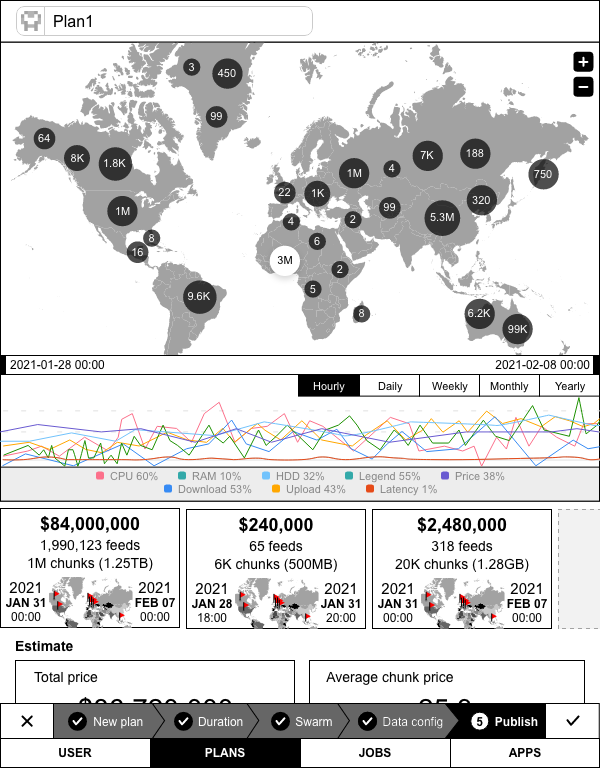 Plan1
3
450
99
64
8K
1.8K
1M
8
16
9.6K
22
1K
1M
4
7K
188
750
99
5.3M
320
4
2
6
3M
2
5
8
6.2K
99K
+
−
2021-01-28 00:00
2021-02-08 00:00
Hourly Daily Weekly Monthly Yearly
CPU 60% RAM 10% HDD 32% Legend 55% Price 38%
Download 53% Upload 43% Latency 1%
$84,000,000
1,990,123 feeds
1M chunks (1.25TB)
2021
JAN 31
00:00
2021
FEB 07
00:00
$240,000
65 feeds
6K chunks (500MB)
2021
JAN 28
18:00
2021
JAN 31
20:00
$2,480,000
318 feeds
20K chunks (1.28GB)
2021
JAN 31
00:00
2021
FEB 07
00:00
Estimate
Total price
Average chunk price
New plan Duration Swarm Data config 5 Publish
USER PLANS JOBS APPS